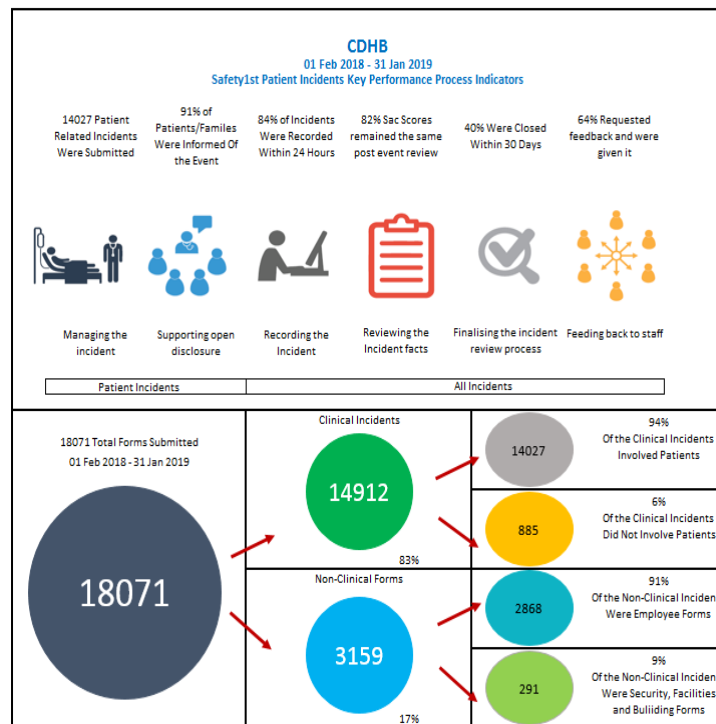 CDHB
01 Feb 2018 - 31 Jan 2019
Safety1st Patient Incidents Key Performance Process Indicators
14027 Patient
Related Incidents
Were Submitted
91% of
Patients/Familes
Were Informed Of
the Event
84% of Incidents
Were Recorded
Within 24 Hours
82% Sac Scores
remained the same
post event review
40% Were Closed
Within 30 Days
64% Requested
feedback and were
given it
Managing the
incident
Supporting open
disclosure
Recording the
Incident
Reviewing the
Incident facts
Finalising the incident
review process
Feeding back to staff
Patient Incidents
All Incidents
18071 Total Forms Submitted
01 Feb 2018 - 31 Jan 2019
18071
Clinical Incidents
14912
83%
Non-Clinical Forms
3159
17%
14027
94%
Of the Clinical Incidents
Involved Patients
885
6%
Of the Clinical Incidents
Did Not Involve Patients
2868
91%
Of the Non-Clinical Inciden
Were Employee Forms
291
9%
Of the Non-Clinical Inciden
Were Security, Facilities
and Buliiding Forms